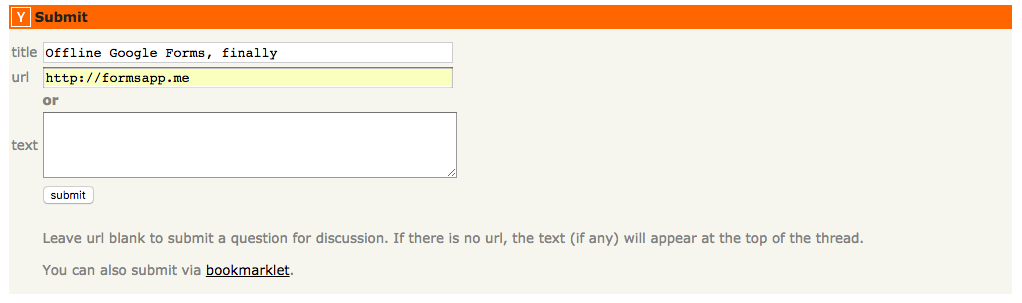 Y Submit
title Offline Google Forms, finally
url http://formsapp.me
or
text
submit
Leave url blank to submit a question for discussion. If there is no url, the text (if any) will appear at the top of the thread.
You can also submit via bookmarklet.